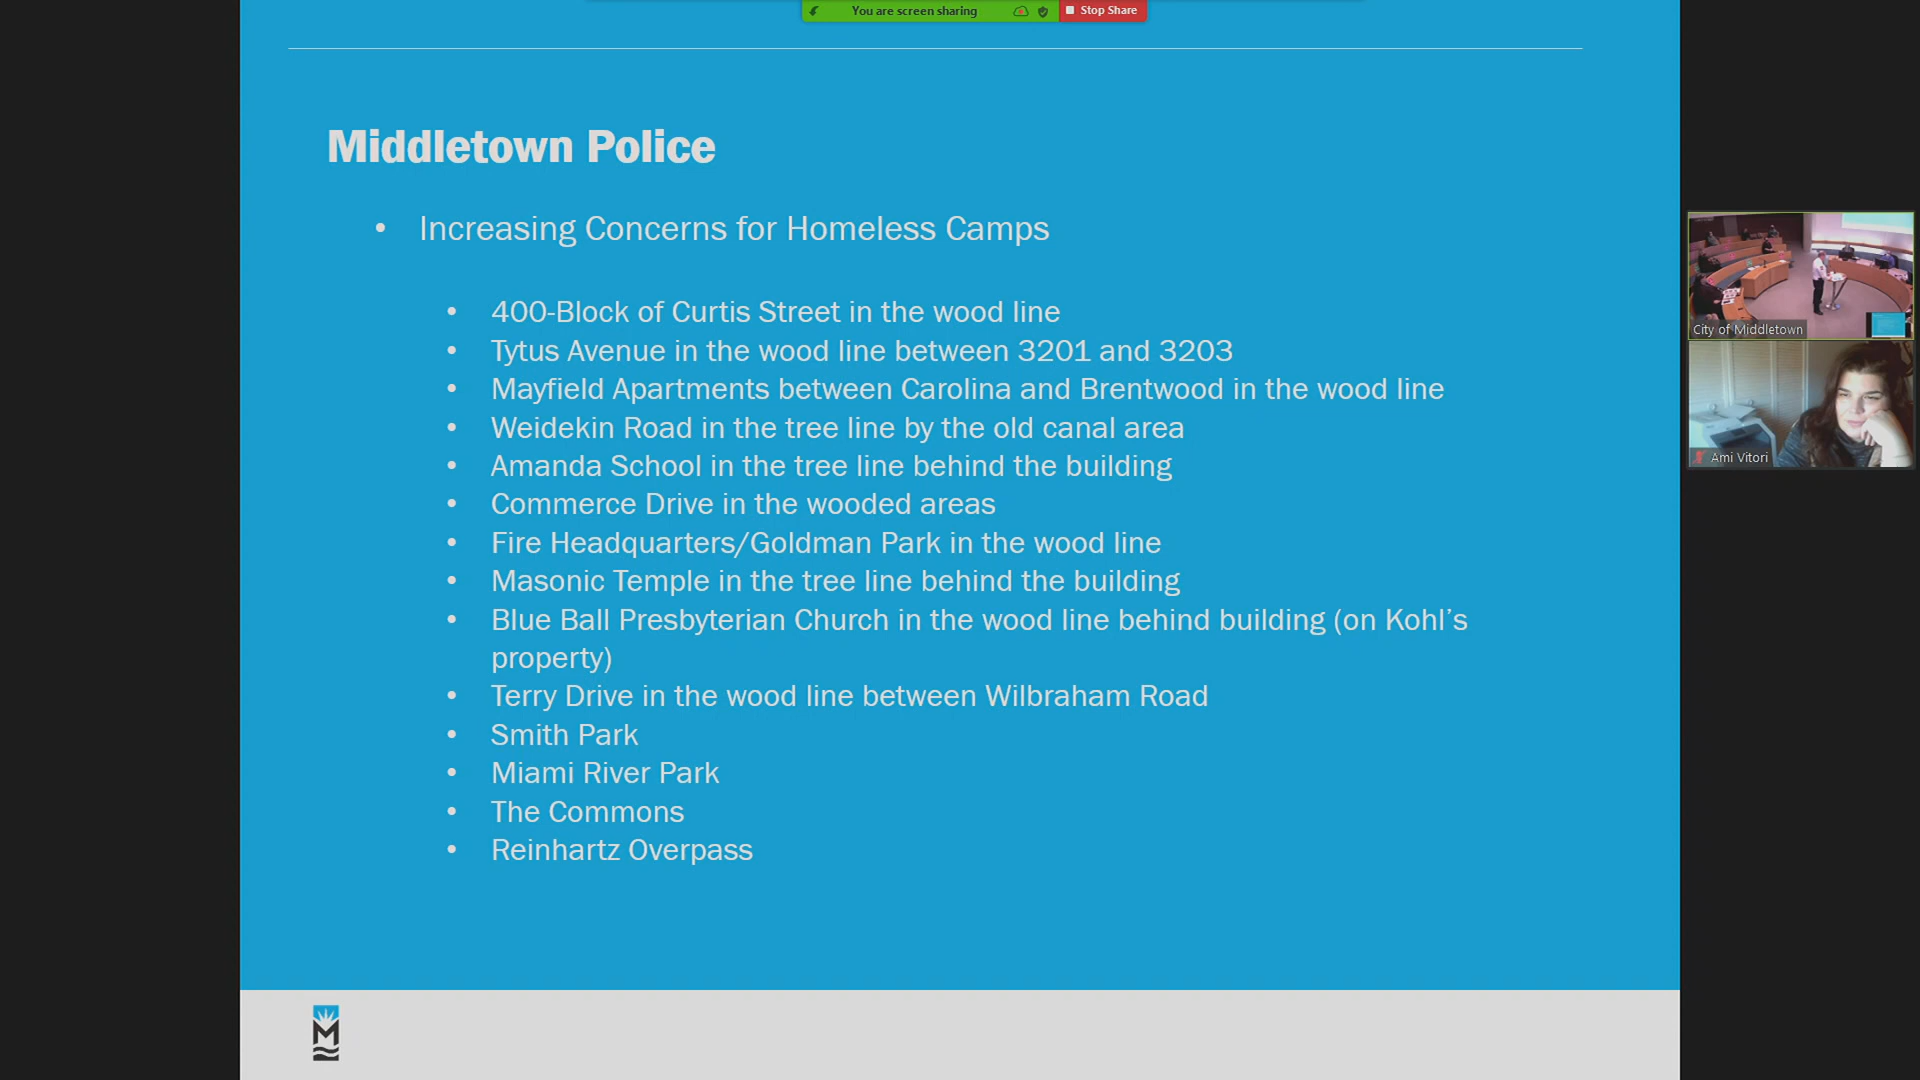 You are screen sharing
Stop Share
Middletown Police
• Increasing Concerns for Homeless Camps
• 400-Block of Curtis Street in the wood line
• Tytus Avenue in the wood line between 3201 and 3203
• Mayfield Apartments between Carolina and Brentwood in the wood line
• Weidekin Road in the tree line by the old canal area
• Amanda School in the tree line behind the building
• Commerce Drive in the wooded areas
• Fire Headquarters/Goldman Park in the wood line
• Masonic Temple in the tree line behind the building
• Blue Ball Presbyterian Church in the wood line behind building (on Kohl’s
property)
• Terry Drive in the wood line between Wilbraham Road
• Smith Park
• Miami River Park
• The Commons
• Reinhartz Overpass
M
City of Middletown
Ami Vitori